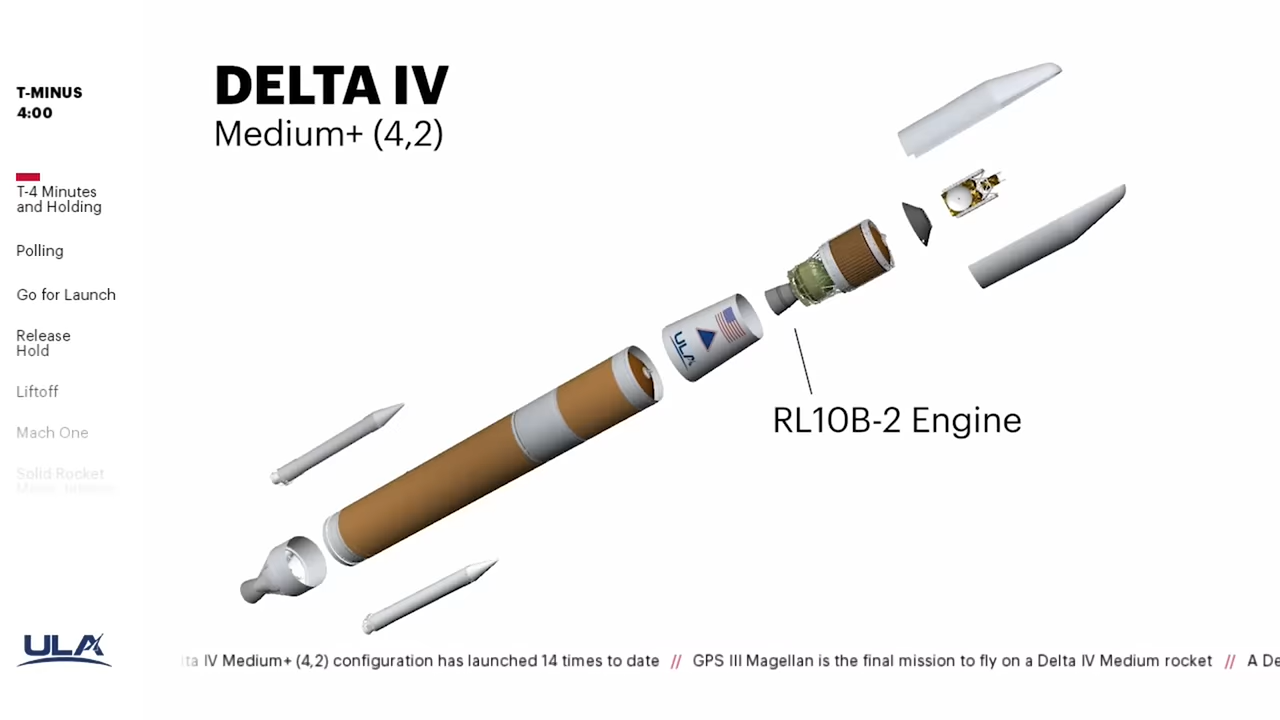 DELTA IV
Medium+ (4,2)
T-MINUS
4:00
T-4 Minutes
and Holding
Polling
Go for Launch
Release
Hold
Liftoff
Mach One
Solid Rocket
ULA
RL10B-2 Engine
ULA
ta IV Medium+ (4,2) configuration has launched 14 times to date // GPS III Magellan is the final mission to fly on a Delta IV Medium rocket // A De